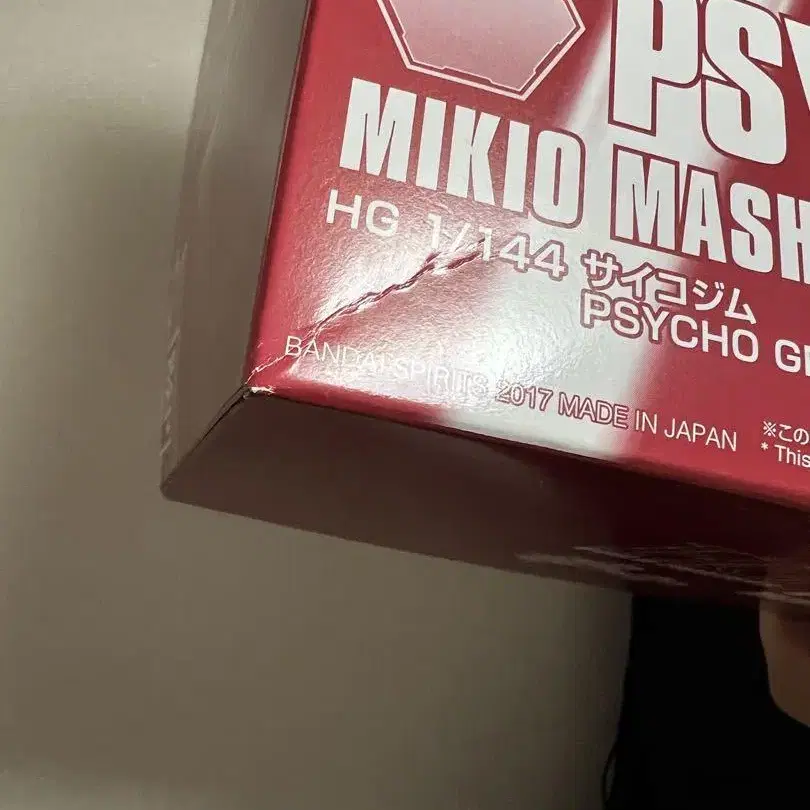 PSY
MIKIO MASH
HG 1/144 サイコジム
PSYCHO G
BANDAI SPIRITS 2017 MADE IN JAPAN
※この
* This